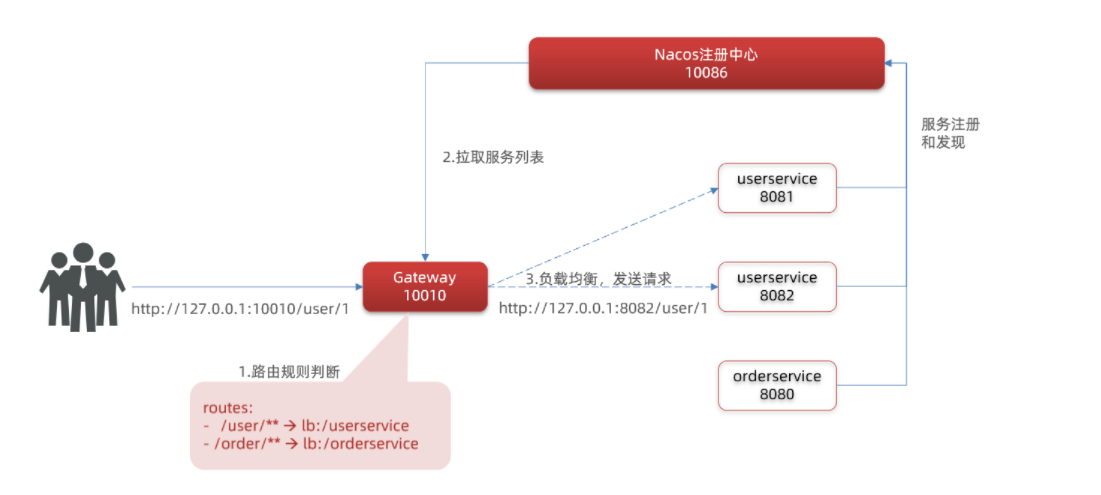 Nacos注册中心
10086
服务注册
和发现
2.拉取服务列表
userservice
8081
Gateway
10010
3.负载均衡，发送请求
userservice
8082
http://127.0.0.1:10010/user/1
http://127.0.0.1:8082/user/1
1.路由规则判断
orderservice
8080
routes:
- /user/** → lb:/userservice
- /order/** → lb:/orderservice